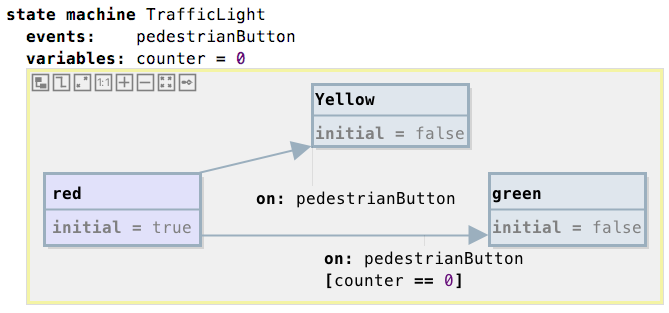 state machine TrafficLight
events: pedestrianButton
variables: counter = 0
1:1
Yellow
initial = false
red
initial = true
on: pedestrianButton
green
initial = false
on: pedestrianButton
[counter == 0]